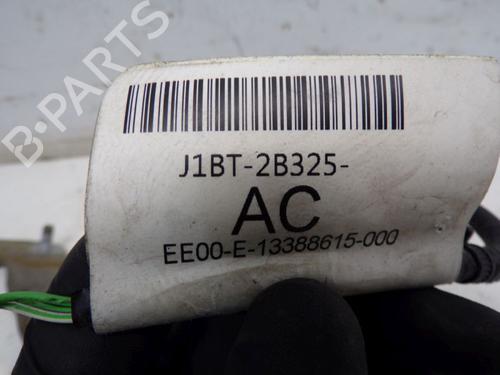 B-PARTS
J1BT-2B325-
AC
EE00-E-13388615-000